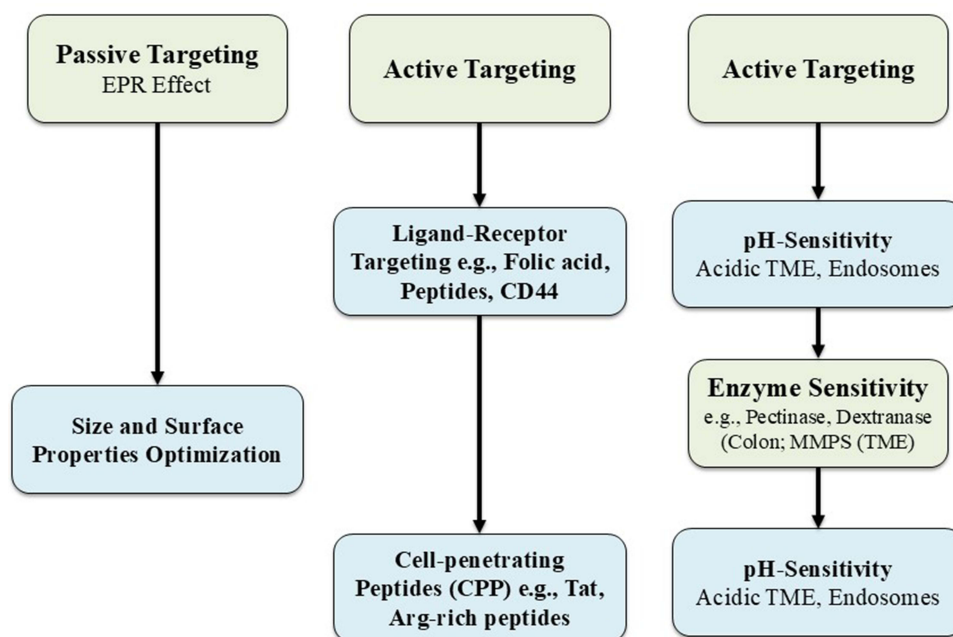 Passive Targeting
EPR Effect
Size and Surface
Properties Optimization
Active Targeting
Ligand-Receptor
Targeting e.g., Folic acid,
Peptides, CD44
Cell-penetrating
Peptides (CPP) e.g., Tat,
Arg-rich peptides
Active Targeting
pH-Sensitivity
Acidic TME, Endosomes
Enzyme Sensitivity
e.g., Pectinase, Dextranase
(Colon; MMPS (TME)
pH-Sensitivity
Acidic TME, Endosomes